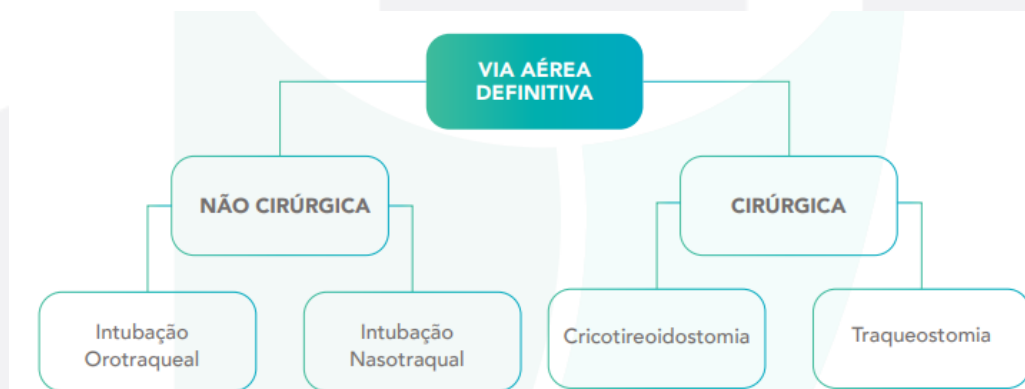 VIA AÉREA
DEFINITIVA
NÃO CIRÚRGICA
CIRÚRGICA
Intubação
Orotraqueal
Intubação
Nasotraqual
Cricotireoidostomia
Traqueostomia